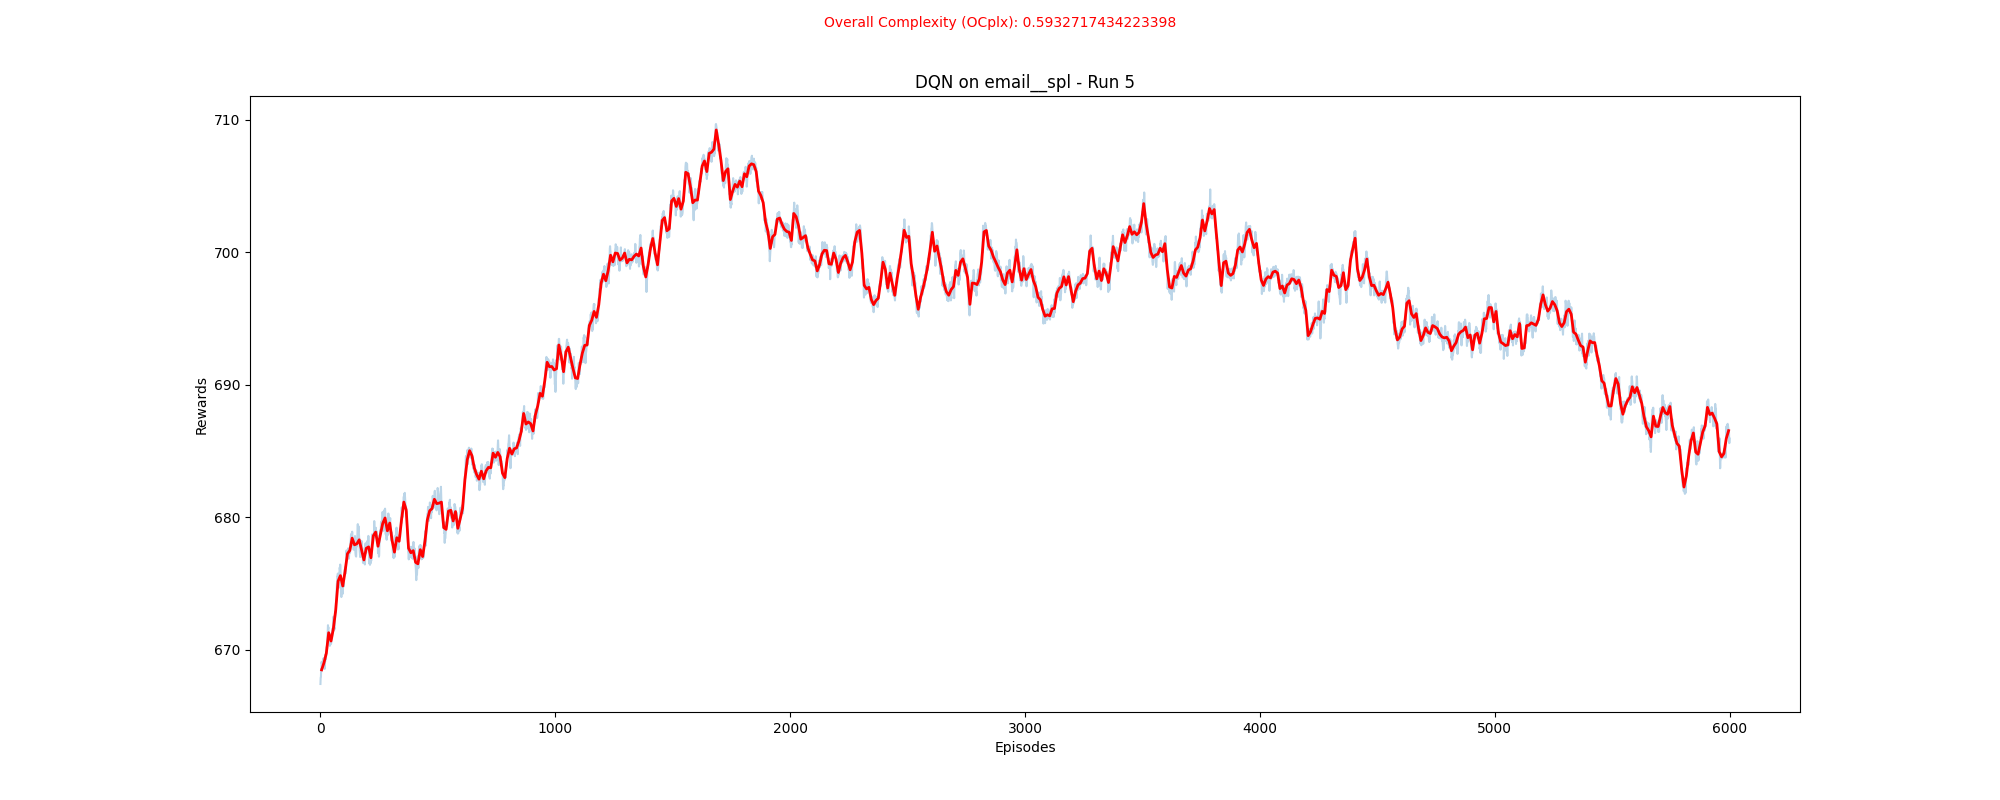 Overall Complexity (OCplx): 0.5932717434223398
DQN on email__spl - Run 5
710
700
690
680
670
Rewards
0 1000 2000 3000 4000 5000 6000
Episodes